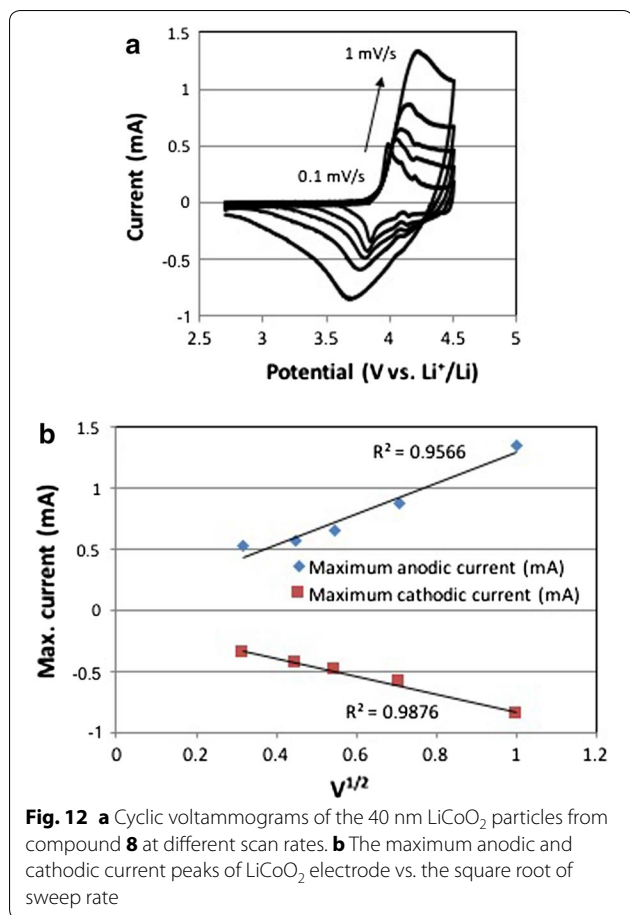 a
1.5
1
0.5
0
-0.5
-1
Current (mA)
1 mV/s
0.1 mV/s
2.5 3 3.5 4 4.5 5
Potential (V vs. Li⁺/Li)
b
1.5
1
0.5
0
-0.5
-1
Max. current (mA)
R² = 0.9566
Maximum anodic current (mA)
Maximum cathodic current (mA)
R² = 0.9876
0 0.2 0.4 0.6 0.8 1 1.2
V¹/²
Fig. 12 a Cyclic voltammograms of the 40 nm LiCoO₂ particles from
compound 8 at different scan rates. b The maximum anodic and
cathodic current peaks of LiCoO₂ electrode vs. the square root of
sweep rate